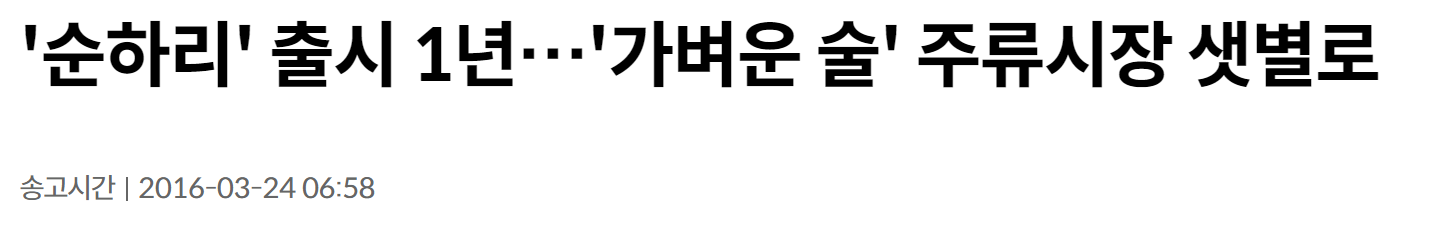 '순하리' 출시 1년…'가벼운 술' 주류시장 샛별로
송고시간 | 2016-03-24 06:58